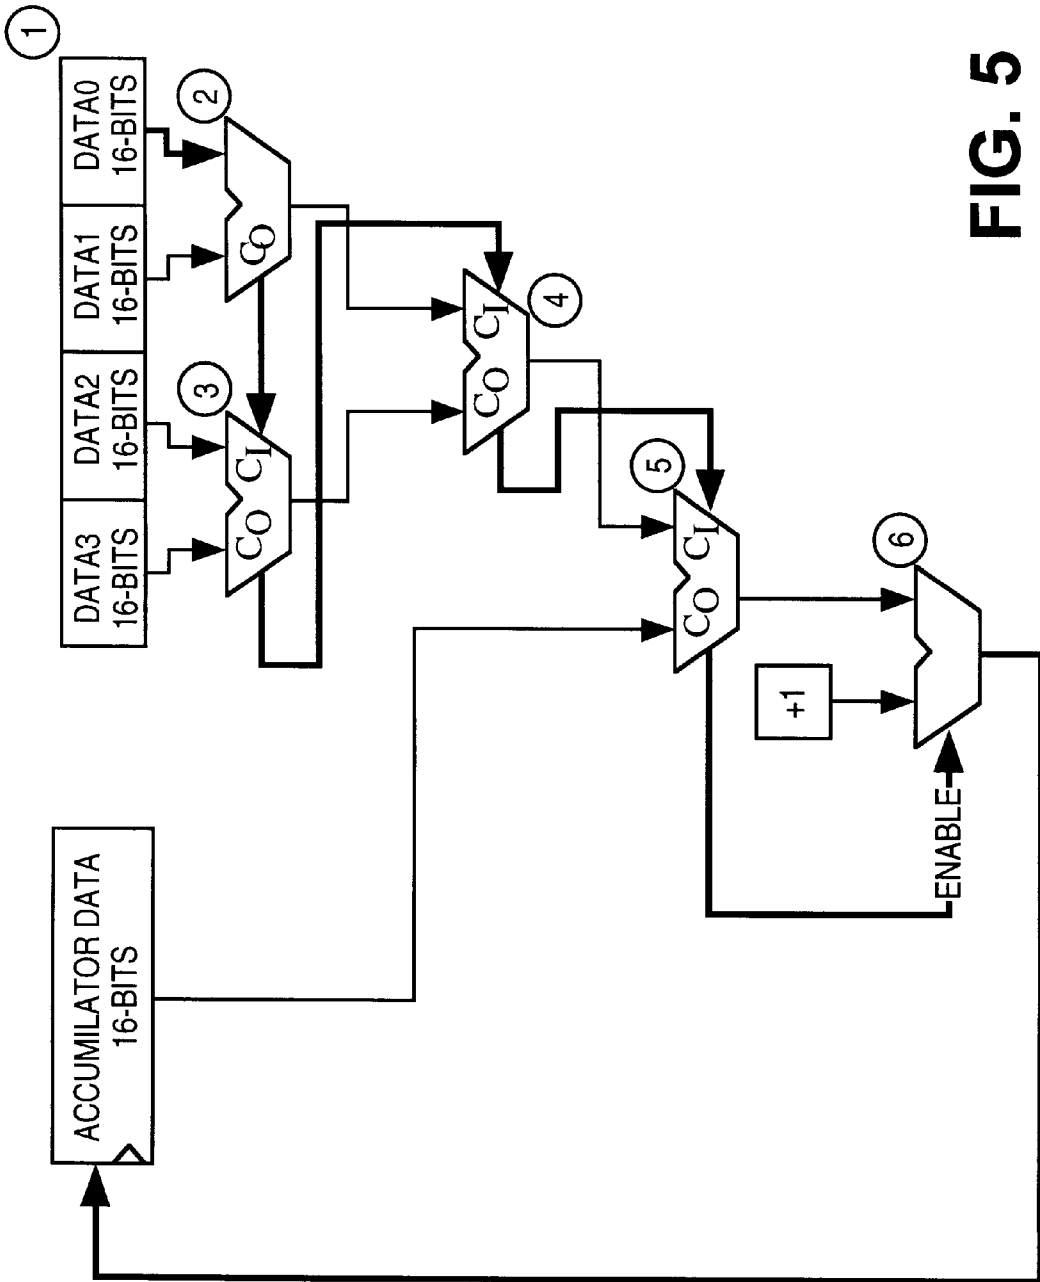 1
DATA3
16-BITS
DATA2
16-BITS
DATA1
16-BITS
DATA0
16-BITS
2
CO
3
CO CI
4
CO CI
5
CO CI
6
+1
ENABLE
ACCUMILATOR DATA
16-BITS
FIG. 5